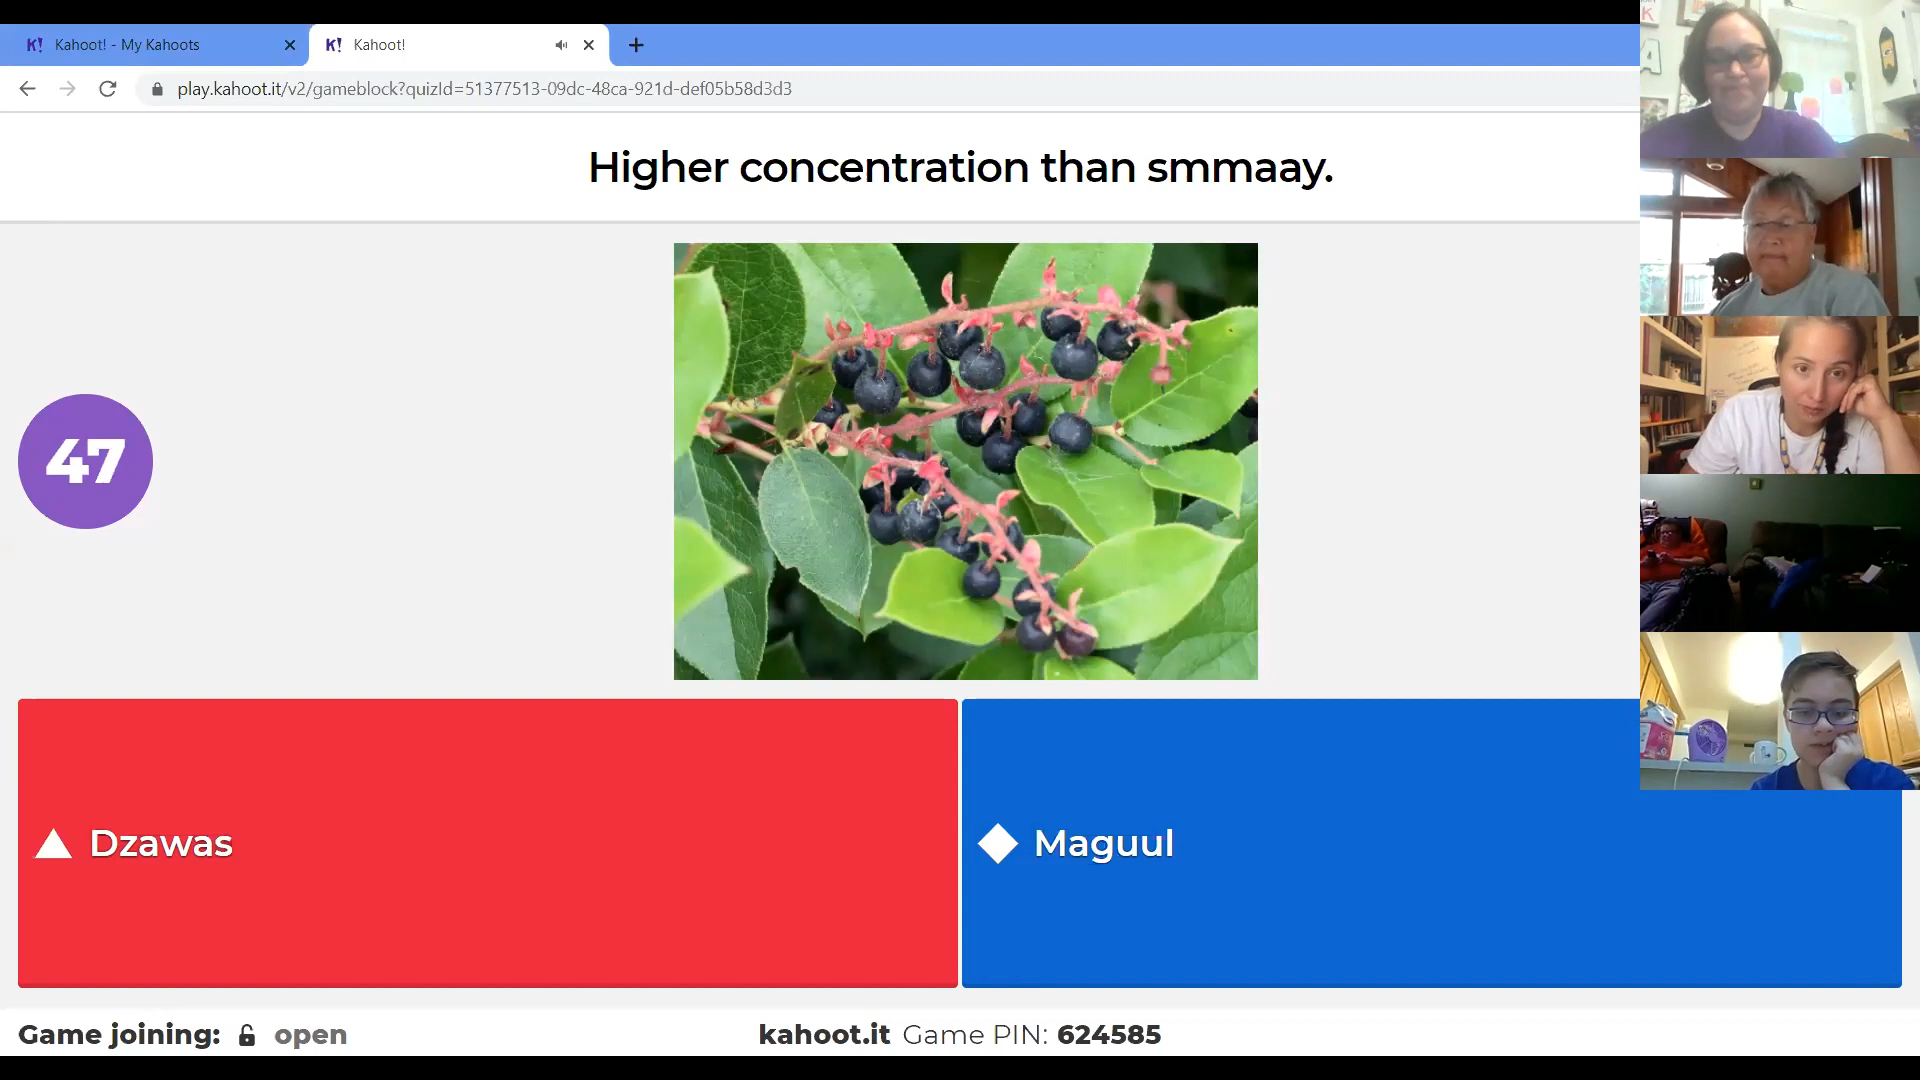 Kahoot! - My Kahoots
Kahoot!
play.kahoot.it/v2/gameblock?quizId=51377513-09dc-48ca-921d-def05b58d3d3
Higher concentration than smmaay.
47
Dzawas
Maguul
Game joining: open
kahoot.it Game PIN: 624585